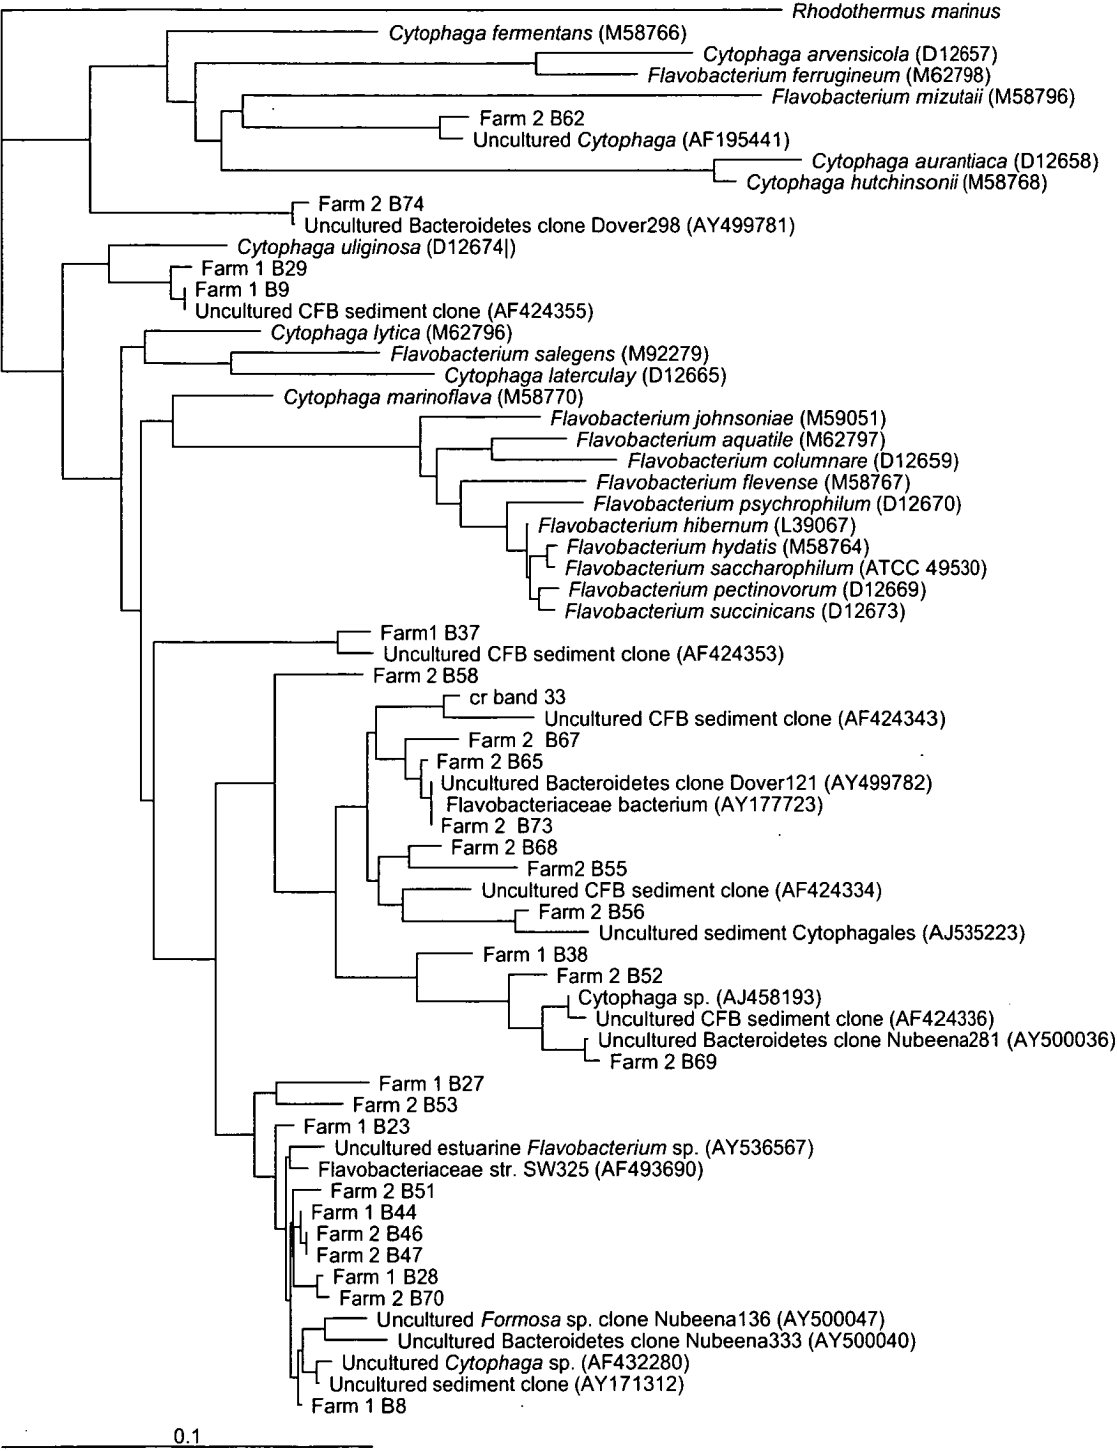 Rhodothermus marinus
Cytophaga fermentans (M58766)
Cytophaga arvensicola (D12657)
Flavobacterium ferrugineum (M62798)
Flavobacterium mizutaii (M58796)
Farm 2 B62
Uncultured Cytophaga (AF195441)
Cytophaga aurantiaca (D12658)
Cytophaga hutchinsonii (M58768)
Farm 2 B74
Uncultured Bacteroidetes clone Dover298 (AY499781)
Cytophaga uliginosa (D12674|)
Farm 1 B29
Farm 1 B9
Uncultured CFB sediment clone (AF424355)
Cytophaga lytica (M62796)
Flavobacterium salegens (M92279)
Cytophaga laterculay (D12665)
Cytophaga marinoflava (M58770)
Flavobacterium johnsoniae (M59051)
Flavobacterium aquatile (M62797)
Flavobacterium columnare (D12659)
Flavobacterium flevense (M58767)
Flavobacterium psychrophilum (D12670)
Flavobacterium hibernum (L39067)
Flavobacterium hydatis (M58764)
Flavobacterium saccharophilum (ATCC 49530)
Flavobacterium pectinovorum (D12669)
Flavobacterium succinicans (D12673)
Farm1 B37
Uncultured CFB sediment clone (AF424353)
Farm 2 B58
cr band 33
Uncultured CFB sediment clone (AF424343)
Farm 2 B67
Farm 2 B65
Uncultured Bacteroidetes clone Dover121 (AY499782)
Flavobacteriaceae bacterium (AY177723)
Farm 2 B73
Farm 2 B68
Farm2 B55
Uncultured CFB sediment clone (AF424334)
Farm 2 B56
Uncultured sediment Cytophagales (AJ535223)
Farm 1 B38
Farm 2 B52
Cytophaga sp. (AJ458193)
Uncultured CFB sediment clone (AF424336)
Uncultured Bacteroidetes clone Nubeena281 (AY500036)
Farm 2 B69
Farm 1 B27
Farm 2 B53
Farm 1 B23
Uncultured estuarine Flavobacterium sp. (AY536567)
Flavobacteriaceae str. SW325 (AF493690)
Farm 2 B51
Farm 1 B44
Farm 2 B46
Farm 2 B47
Farm 1 B28
Farm 2 B70
Uncultured Formosa sp. clone Nubeena136 (AY500047)
Uncultured Bacteroidetes clone Nubeena333 (AY500040)
Uncultured Cytophaga sp. (AF432280)
Uncultured sediment clone (AY171312)
Farm 1 B8
0.1